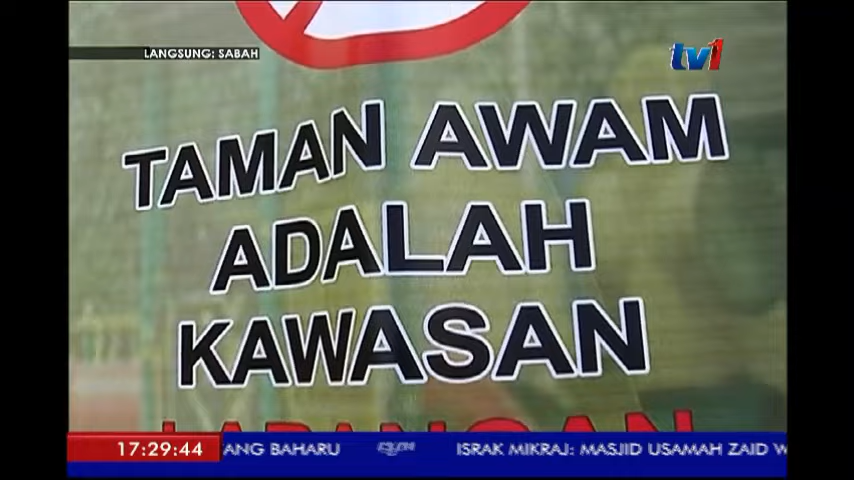 LANGSUNG: SABAH
tv1
TAMAN AWAM
ADALAH
KAWASAN
17:29:44 ANG BAHARU ISRAK MIKRAJ: MASJID USAMAH ZAID W